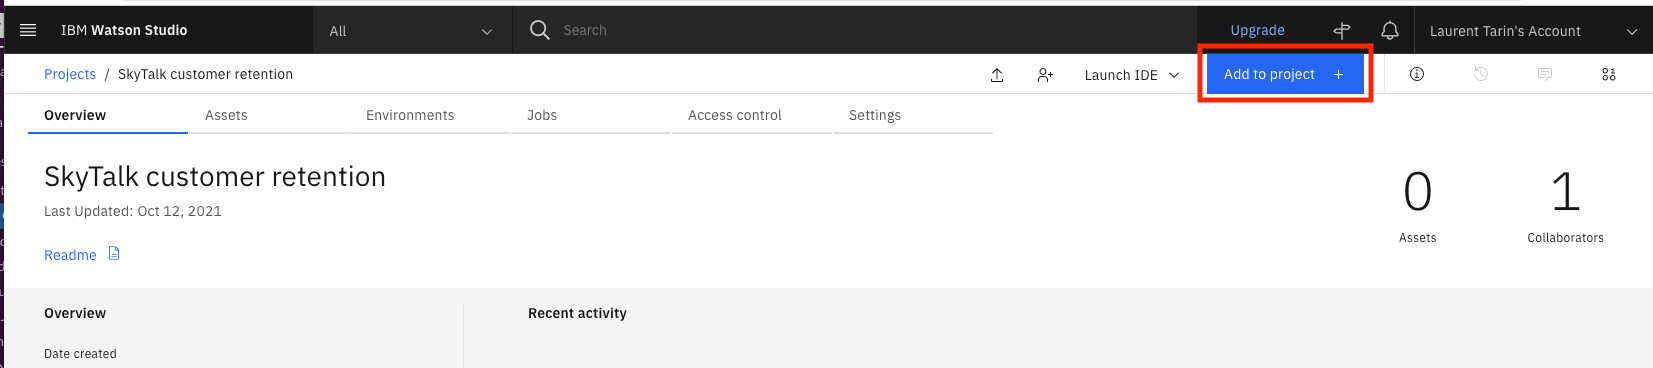 IBM Watson Studio
All
Search
Upgrade
Laurent Tarin's Account
Projects / SkyTalk customer retention
Launch IDE
Add to project +
Overview
Assets
Environments
Jobs
Access control
Settings
SkyTalk customer retention
Last Updated: Oct 12, 2021
Readme
0
Assets
1
Collaborators
Overview
Date created
Recent activity